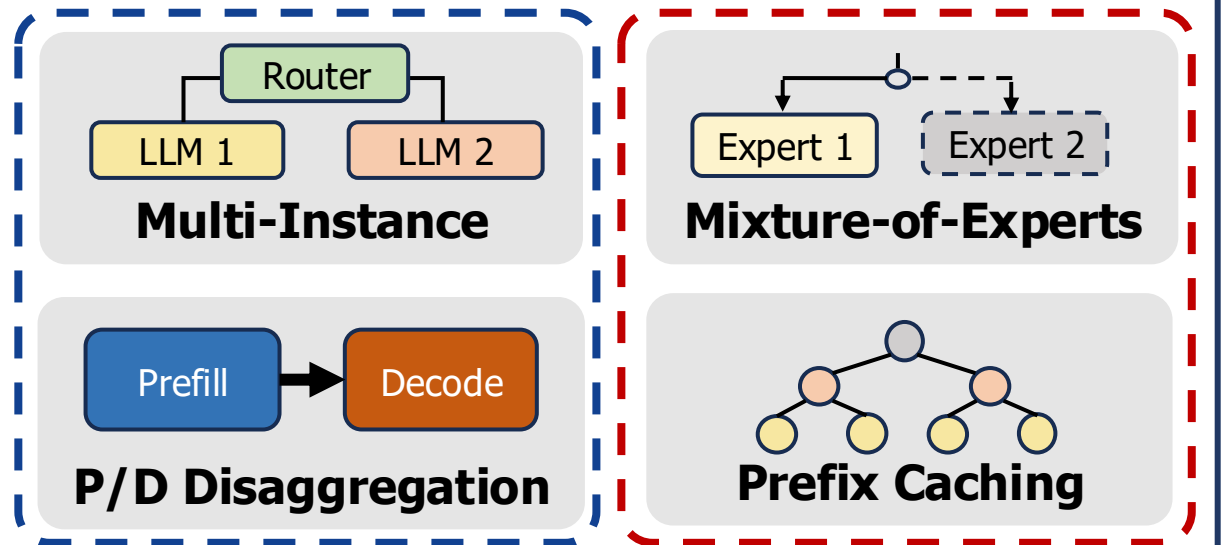 Router
LLM 1
LLM 2
Multi-Instance
Prefill
Decode
P/D Disaggregation
Expert 1
Expert 2
Mixture-of-Experts
Prefix Caching